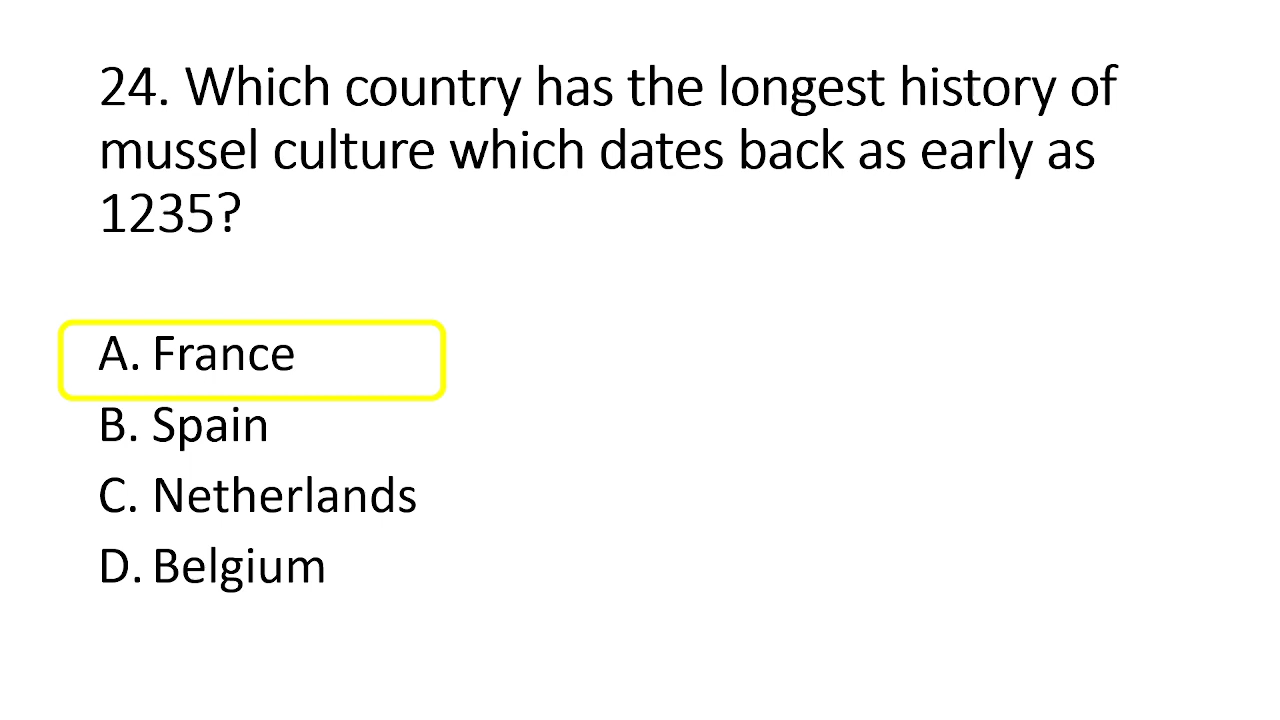 24. Which country has the longest history of
mussel culture which dates back as early as
1235?
A. France
B. Spain
C. Netherlands
D. Belgium